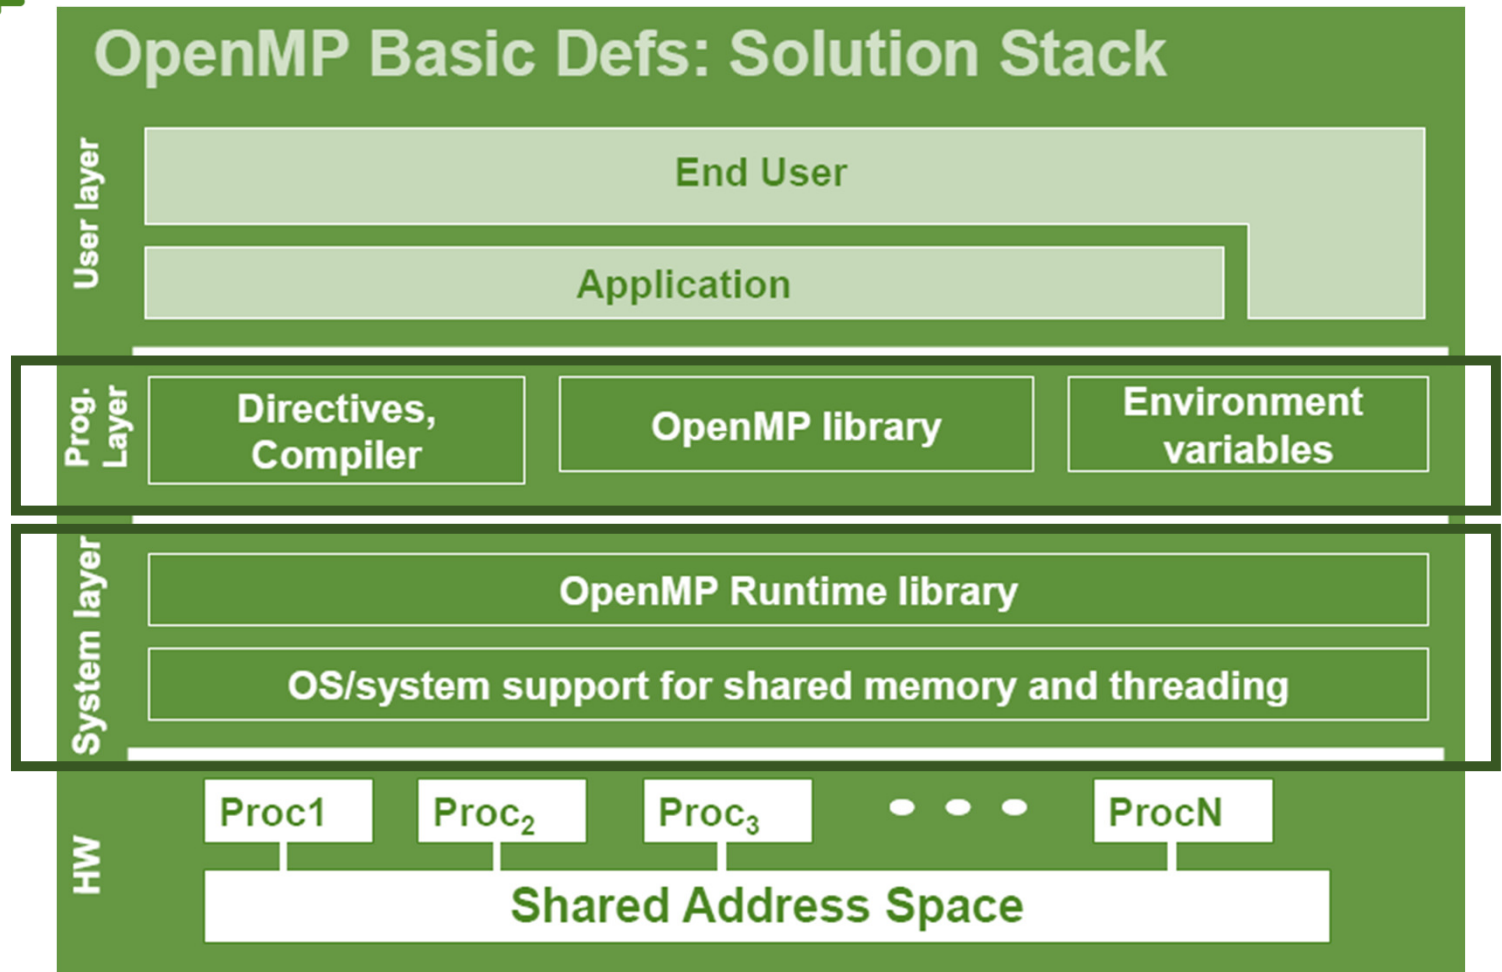 OpenMP Basic Defs: Solution Stack
User layer
End User
Application
Prog.
Layer
Directives,
Compiler
OpenMP library
Environment
variables
System layer
OpenMP Runtime library
OS/system support for shared memory and threading
HW
Proc1
Proc₂
Proc₃
• • •
ProcN
Shared Address Space